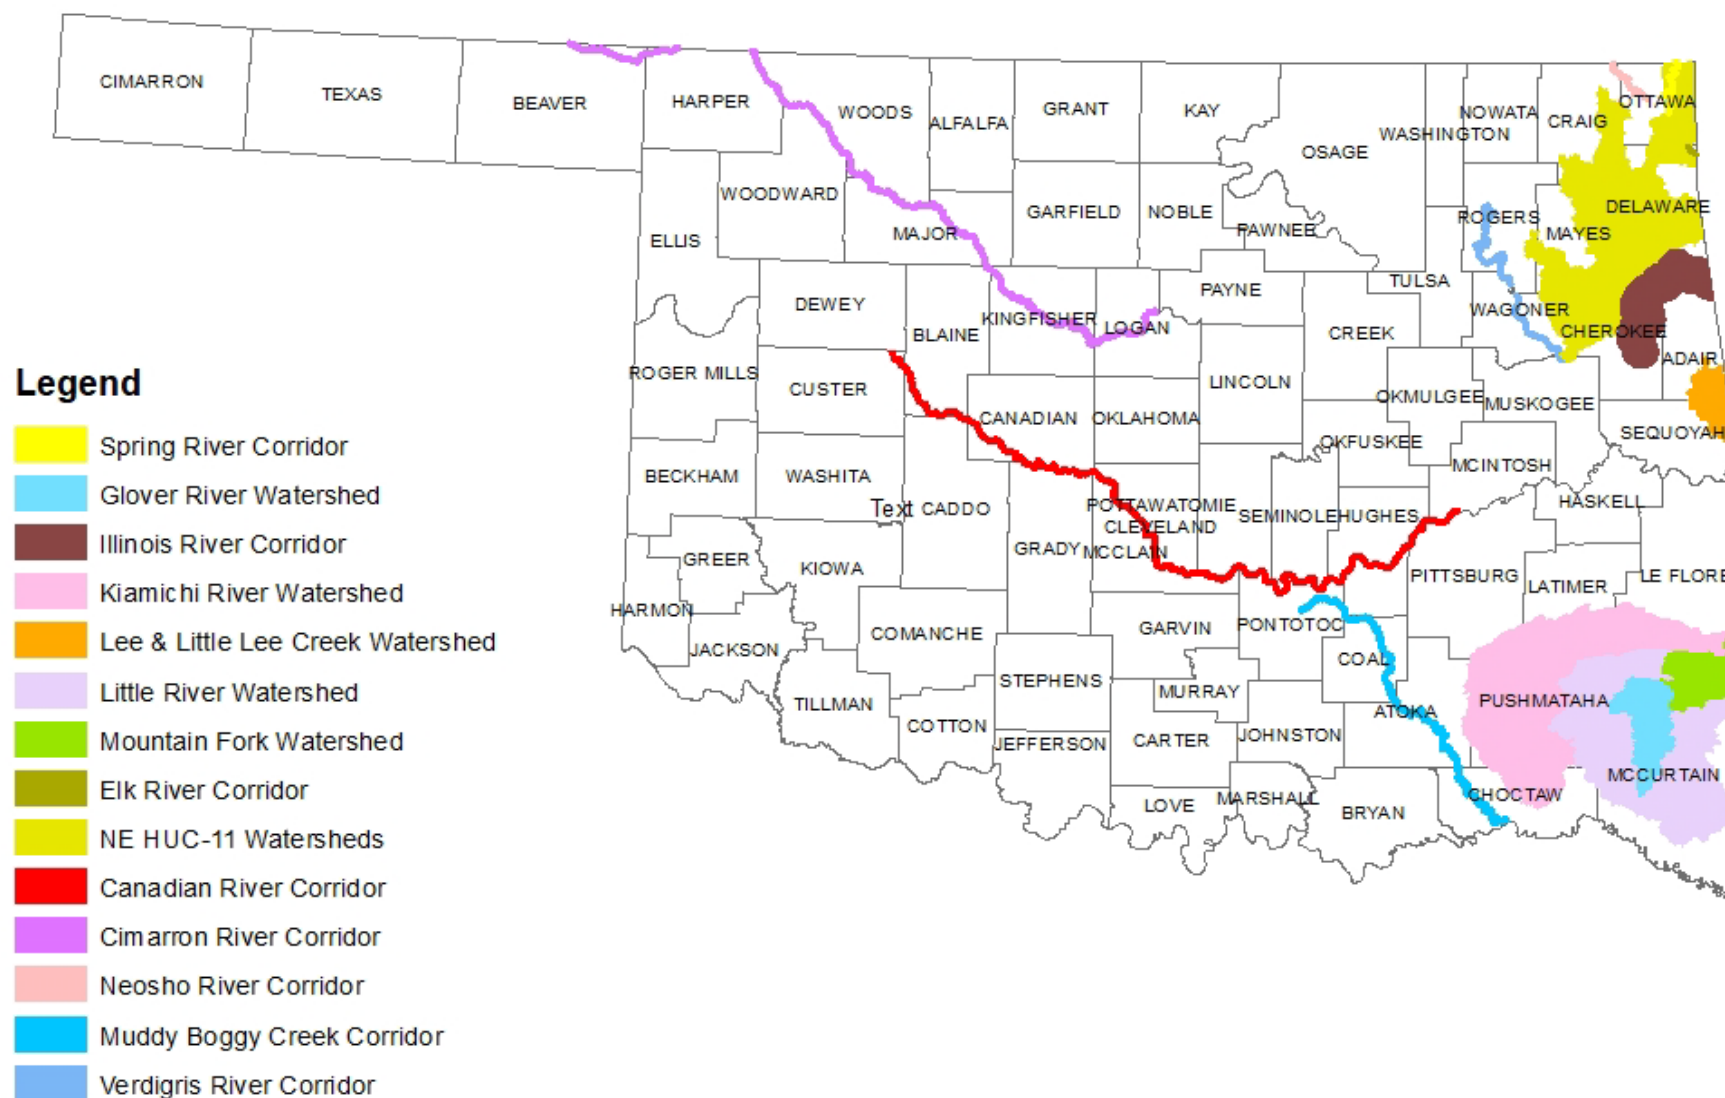 CIMARRON
TEXAS
BEAVER
HARPER
WOODS
ALFALFA
GRANT
KAY
OSAGE
WASHINGTON
NOWATA
CRAIG
OTTAWA
WOODWARD
ELLIS
MAJOR
GARFIELD
NOBLE
PAWNEE
ROGERS
MAYES
DELAWARE
DEWEY
BLAINE
KINGFISHER
LOGAN
PAYNE
TULSA
CREEK
WAGONER
CHEROKEE
ADAIR
ROGER MILLS
CUSTER
CANADIAN
OKLAHOMA
LINCOLN
OKMULGEE
MUSKOGEE
OKFUSKEE
SEQUOYAH
MCINTOSH
BECKHAM
WASHITA
Text
CADDO
POTTAWATOMIE
CLEVELAND
SEMINOLE
HUGHES
HASKELL
GRADY
MCCLAIN
GREER
KIOWA
PITTSBURG
LATIMER
LE FLORE
HARMON
JACKSON
COMANCHE
GARVIN
PONTOTOC
COAL
STEPHENS
MURRAY
PUSHMATAHA
TILLMAN
COTTON
JEFFERSON
CARTER
JOHNSTON
ATOKA
MCCURTAIN
LOVE
MARSHALL
BRYAN
CHOCTAW
Legend
Spring River Corridor
Glover River Watershed
Illinois River Corridor
Kiamichi River Watershed
Lee & Little Lee Creek Watershed
Little River Watershed
Mountain Fork Watershed
Elk River Corridor
NE HUC-11 Watersheds
Canadian River Corridor
Cimarron River Corridor
Neosho River Corridor
Muddy Boggy Creek Corridor
Verdigris River Corridor